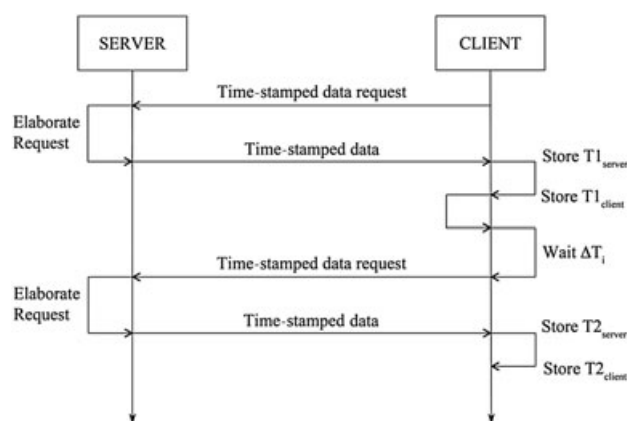 SERVER
CLIENT
Time-stamped data request
Elaborate
Request
Time-stamped data
Store T1server
Store T1client
Wait ΔTi
Time-stamped data request
Elaborate
Request
Time-stamped data
Store T2server
Store T2client